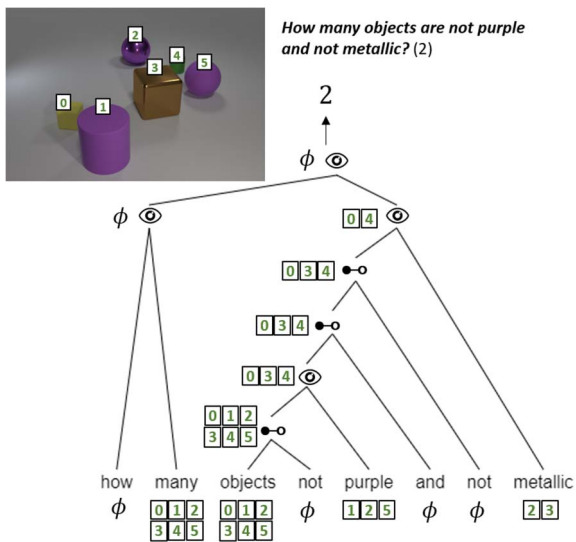 How many objects are not purple
and not metallic? (2)
2
4
3
5
0
1
2
ϕ
ϕ
0 4
0 3 4
0 3 4
0 3 4
0 1 2
3 4 5
how many objects not purple and not metallic
ϕ 0 1 2 0 1 2 ϕ 1 2 5 ϕ ϕ 2 3
3 4 5 3 4 5